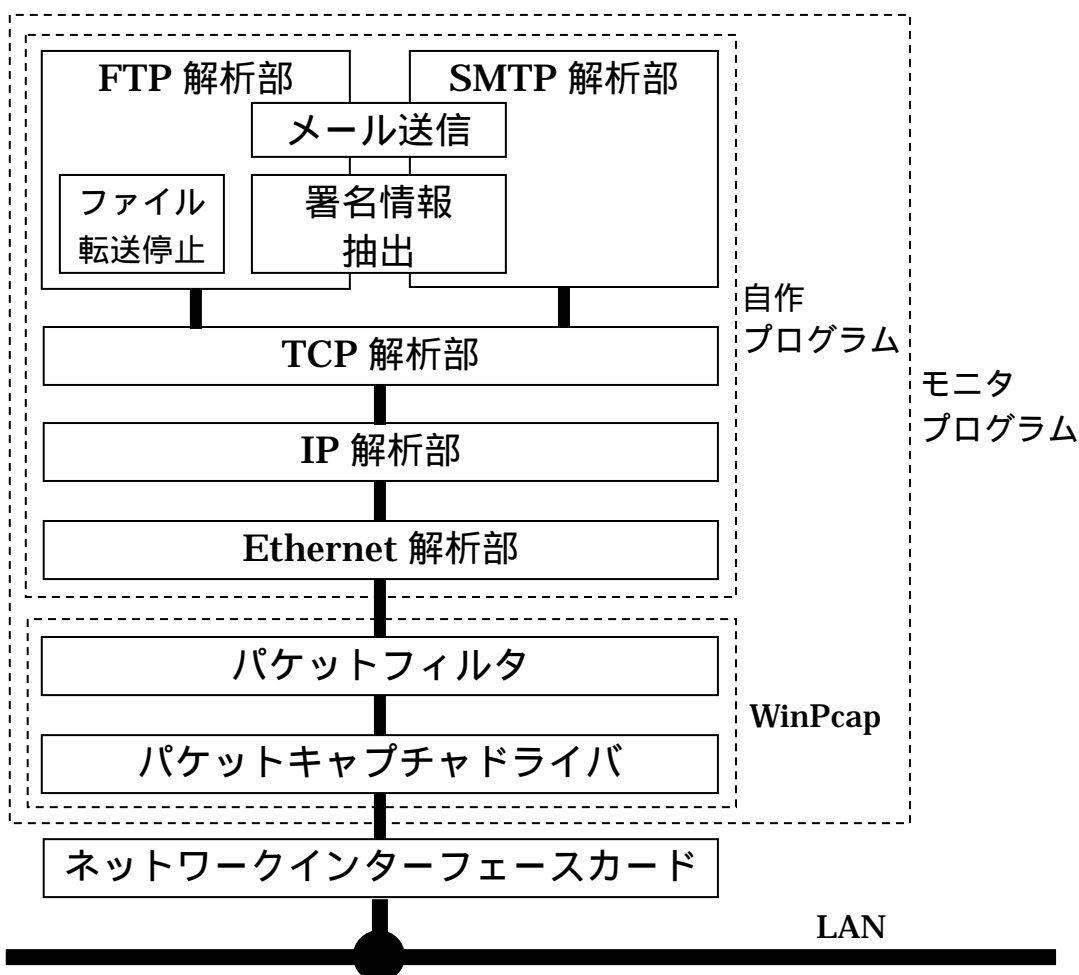 FTP 解析部
SMTP 解析部
メール送信
ファイル
転送停止
署名情報
抽出
自作
プログラム
TCP 解析部
モニタ
プログラム
IP 解析部
Ethernet 解析部
パケットフィルタ
WinPcap
パケットキャプチャドライバ
ネットワークインターフェースカード
LAN